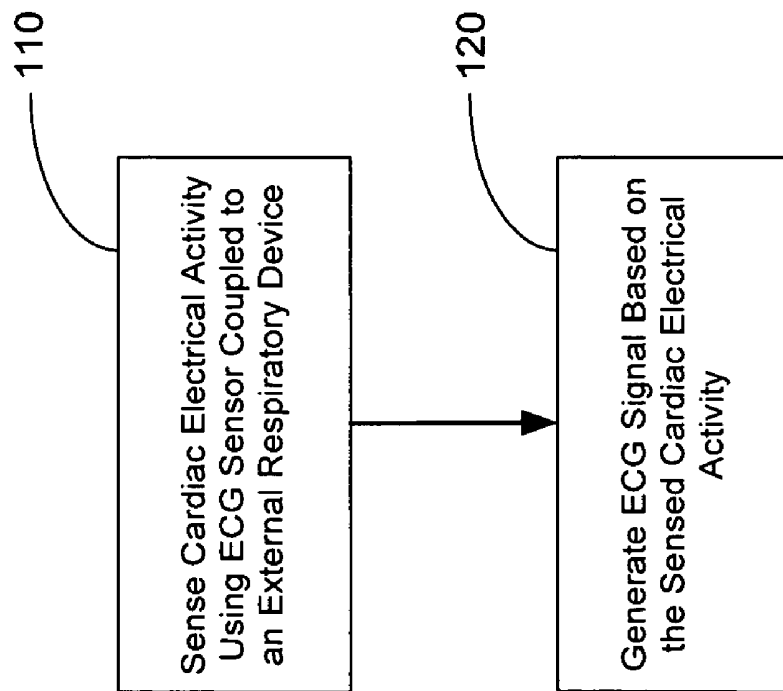 110
Sense Cardiac Electrical Activity
Using ECG Sensor Coupled to
an External Respiratory Device
120
Generate ECG Signal Based on
the Sensed Cardiac Electrical
Activity